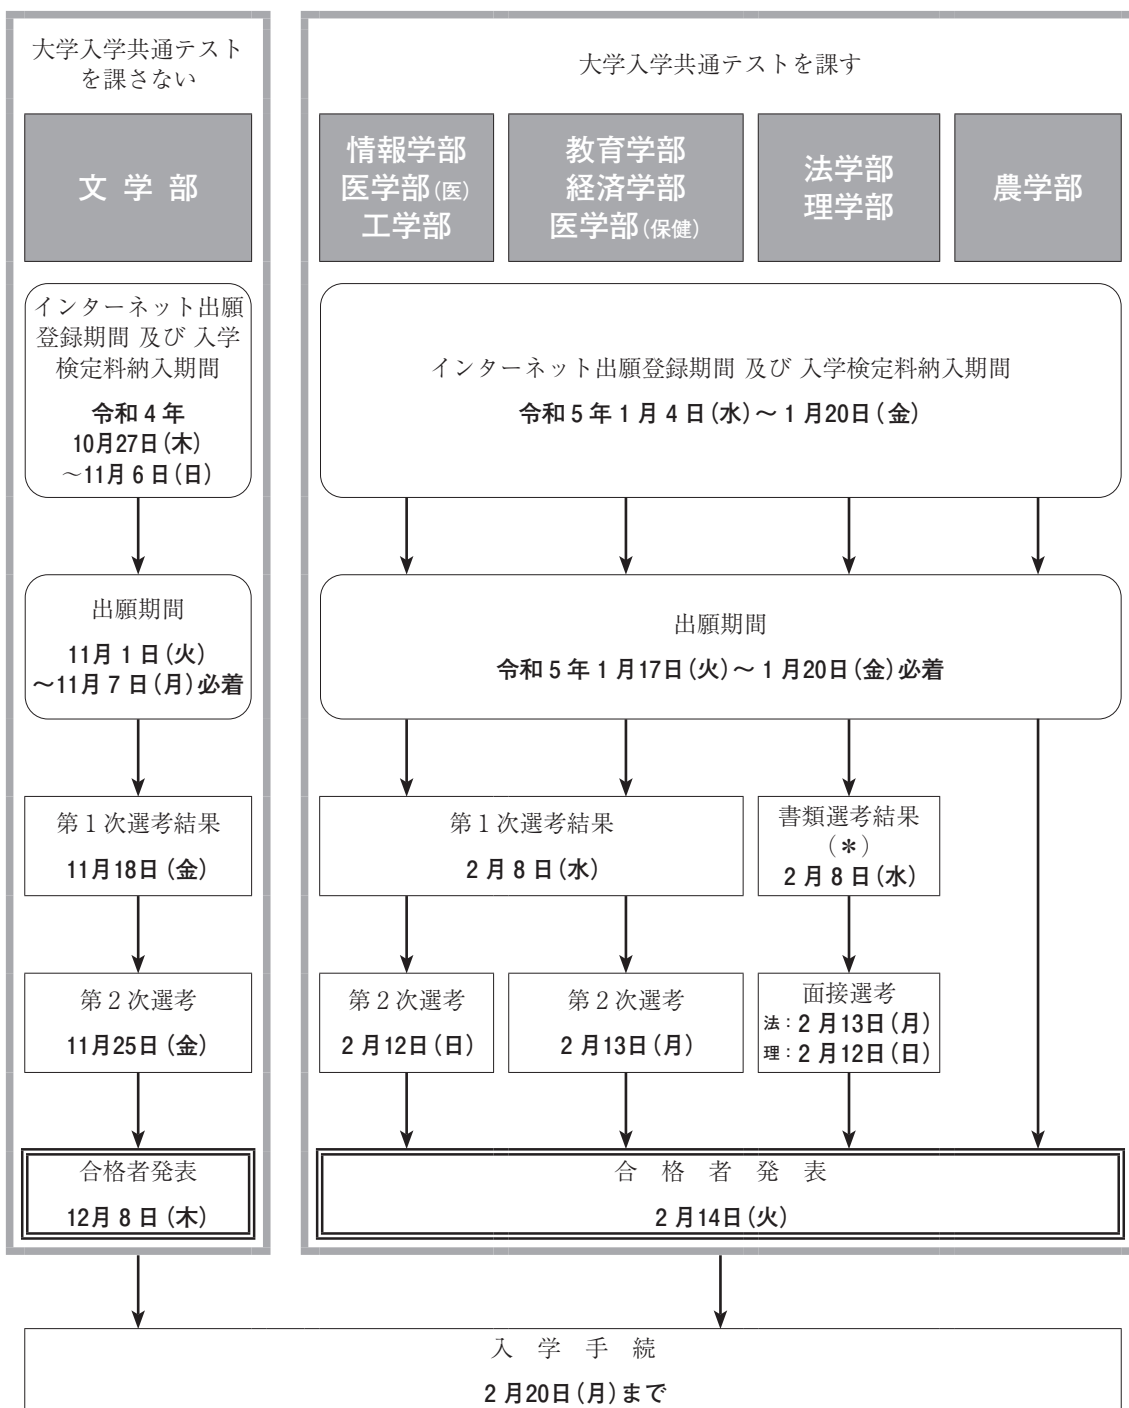 大学入学共通テスト
を課さない
文学部
インターネット出願
登録期間 及び 入学
検定料納入期間
令和4年
10月27日(木)
～11月6日(日)
出願期間
11月1日(火)
～11月7日(月)必着
第1次選考結果
11月18日(金)
第2次選考
11月25日(金)
合格者発表
12月8日(木)
大学入学共通テストを課す
情報学部
医学部(医)
工学部
教育学部
経済学部
医学部(保健)
法学部
理学部
農学部
インターネット出願登録期間 及び 入学検定料納入期間
令和5年1月4日(水)～1月20日(金)
出願期間
令和5年1月17日(火)～1月20日(金)必着
第1次選考結果
2月8日(水)
書類選考結果
(＊)
2月8日(水)
第2次選考
2月12日(日)
第2次選考
2月13日(月)
面接選考
法：2月13日(月)
理：2月12日(日)
合格者発表
2月14日(火)
入学手続
2月20日(月)まで